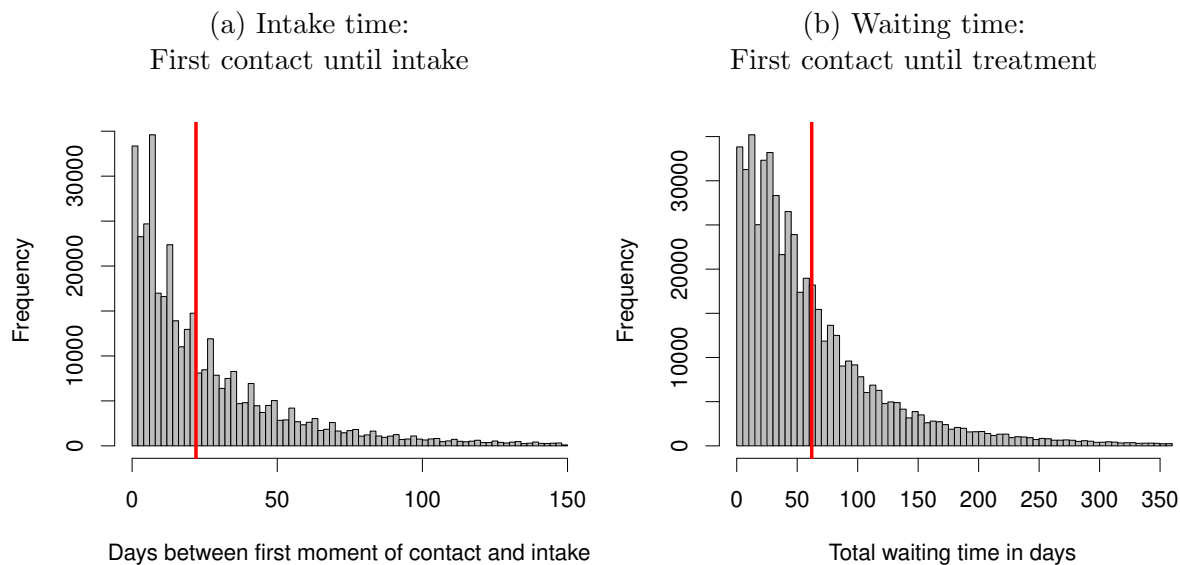 (a) Intake time:
First contact until intake
Frequency
30000
20000
10000
0
0 50 100 150
Days between first moment of contact and intake
(b) Waiting time:
First contact until treatment
Frequency
30000
20000
10000
0
0 50 100 150 200 250 300 350
Total waiting time in days